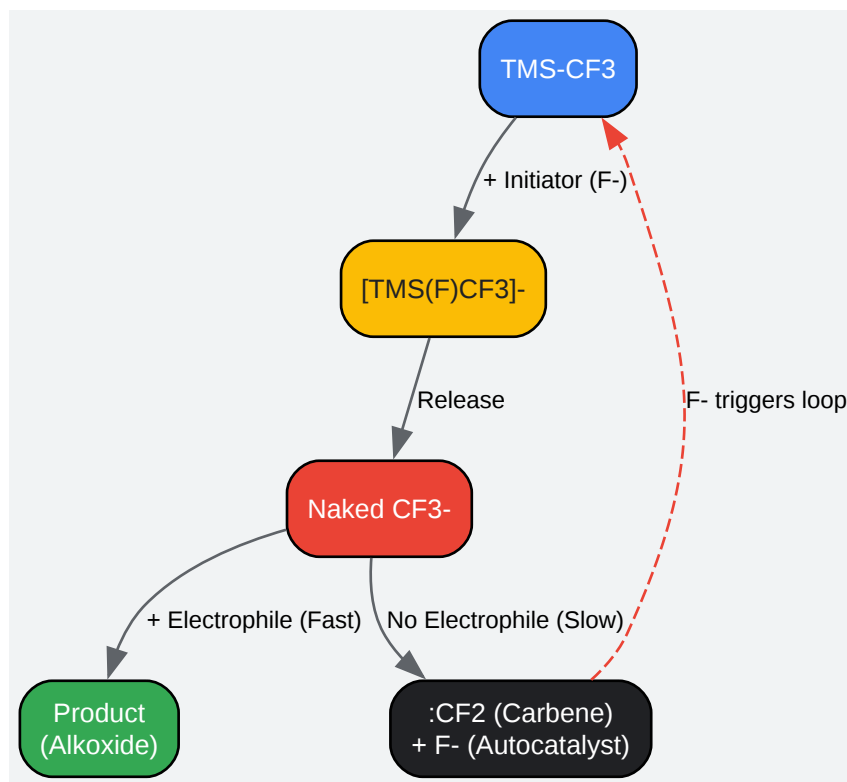 TMS-CF3
+ Initiator (F-)
[TMS(F)CF3]-
Release
F- triggers loop
Naked CF3-
+ Electrophile (Fast)
No Electrophile (Slow)
Product
(Alkoxide)
:CF2 (Carbene)
+ F- (Autocatalyst)